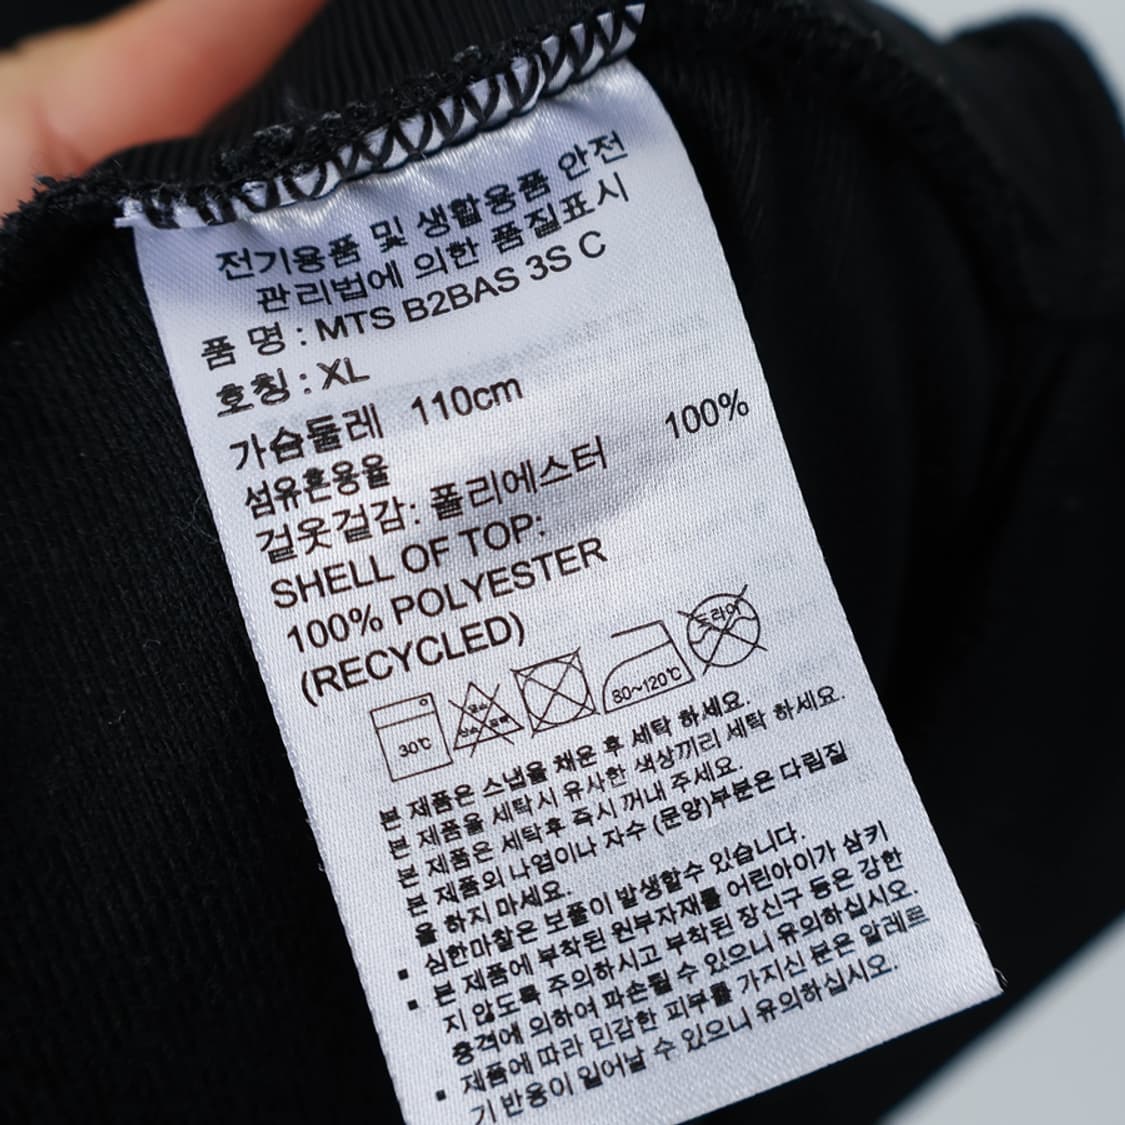 전기용품 및 생활용품 안전
관리법에 의한 품질표시
품 명 : MTS B2BAS 3S C
호칭 : XL
가슴둘레 110cm
섬유혼용율
겉옷겉감: 폴리에스터 100%
SHELL OF TOP:
100% POLYESTER
(RECYCLED)
30℃
80~120℃
드라이
본 제품은 스냅을 채운 후 세탁 하세요.
본 제품을 세탁시 유사한 색상끼리 세탁 하세요.
본 제품은 세탁후 즉시 꺼내 주세요.
본 제품의 나염이나 자수 (문양)부분은 다림질
을 하지 마세요.
▪ 심한마찰은 보풀이 발생할수 있습니다.
▪ 본 제품에 부착된 원부자재를 어린아이가 삼키
지 않도록 주의하시고 부착된 장신구 등은 강한
충격에 의하여 파손될 수 있으니 유의하십시오.
▪ 제품에 따라 민감한 피부를 가지신 분은 알레르
기 반응이 일어날 수 있으니 유의하십시오.